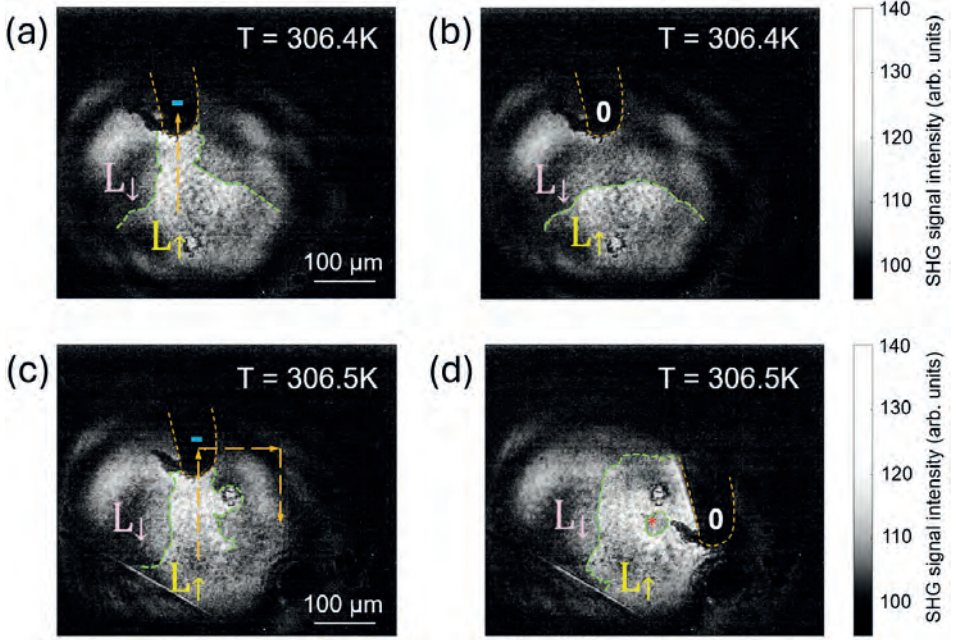 (a)
T = 306.4K
-
L↓
L↑
100 μm
(b)
T = 306.4K
0
L↓
L↑
140
130
120
110
100
SHG signal intensity (arb. units)
(c)
T = 306.5K
-
L↓
L↑
100 μm
(d)
T = 306.5K
0
L↓
*
L↑
140
130
120
110
100
SHG signal intensity (arb. units)